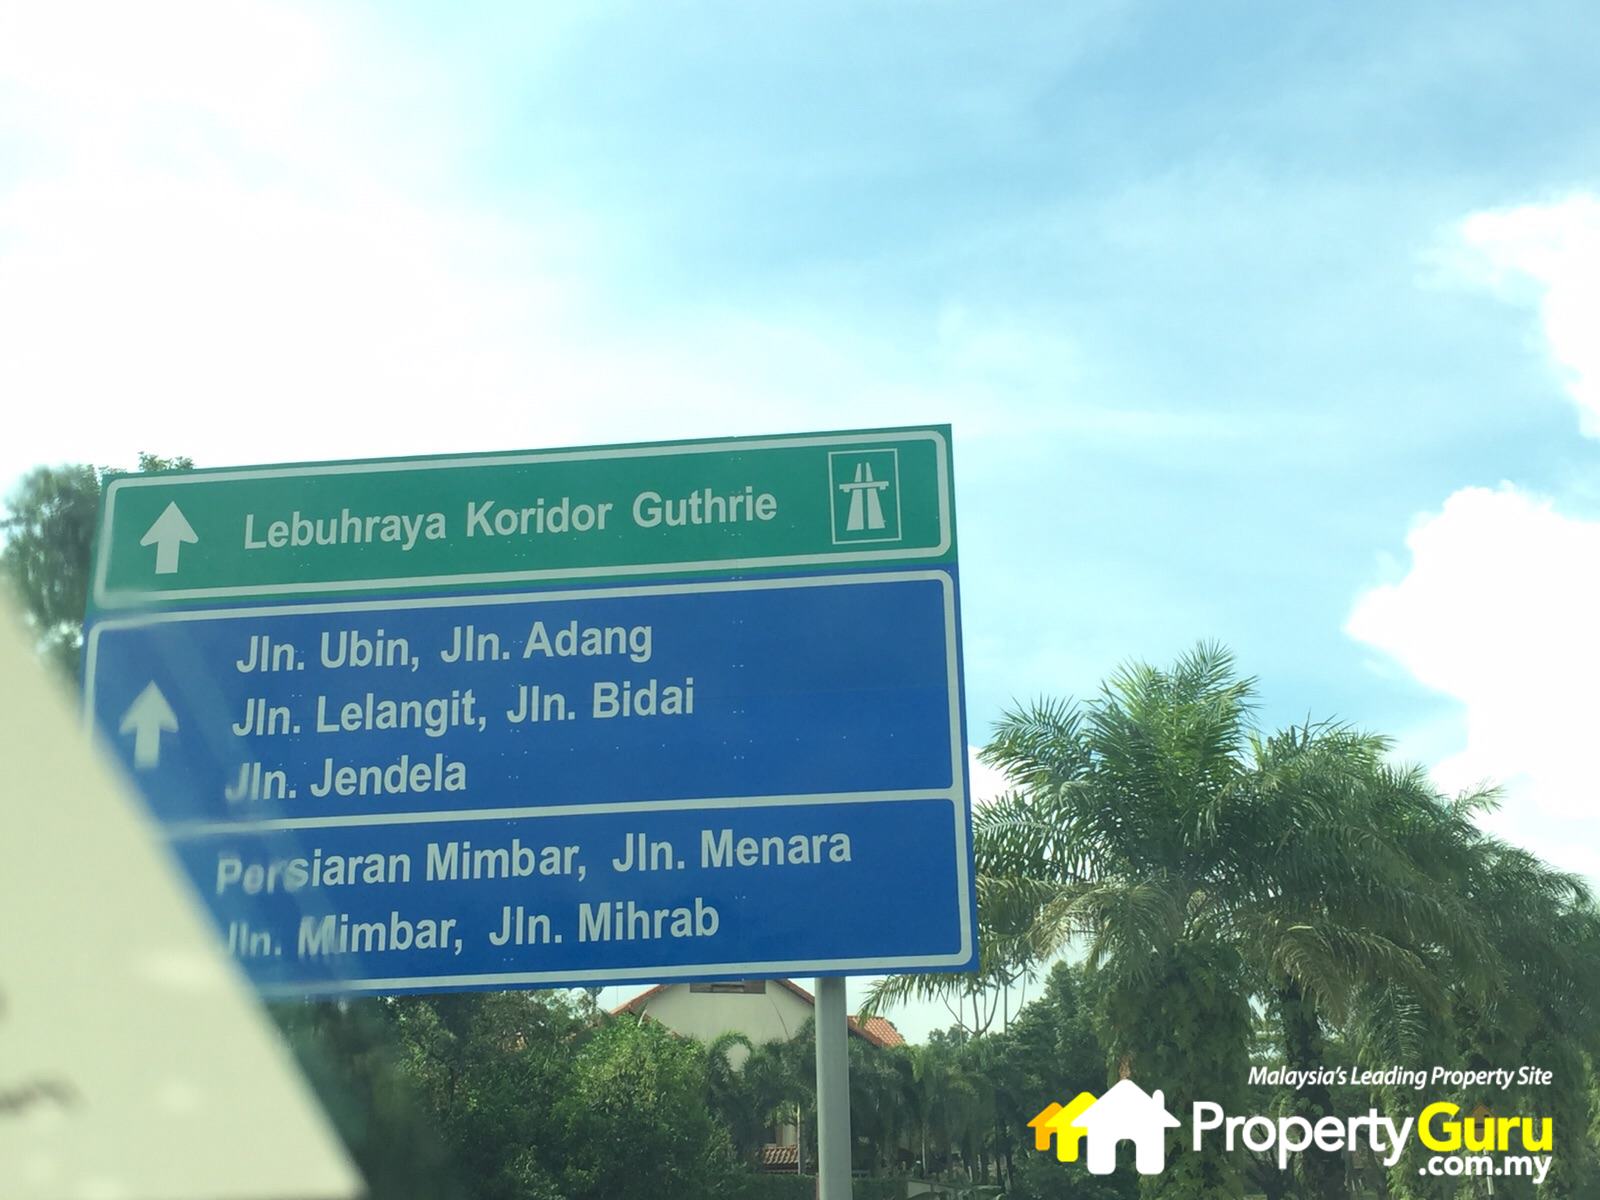 Lebuhraya Koridor Guthrie
Jln. Ubin, Jln. Adang
Jln. Lelangit, Jln. Bidai
Jln. Jendela
Persiaran Mimbar, Jln. Menara
Jln. Mimbar, Jln. Mihrab
Malaysia's Leading Property Site
PropertyGuru
.com.my